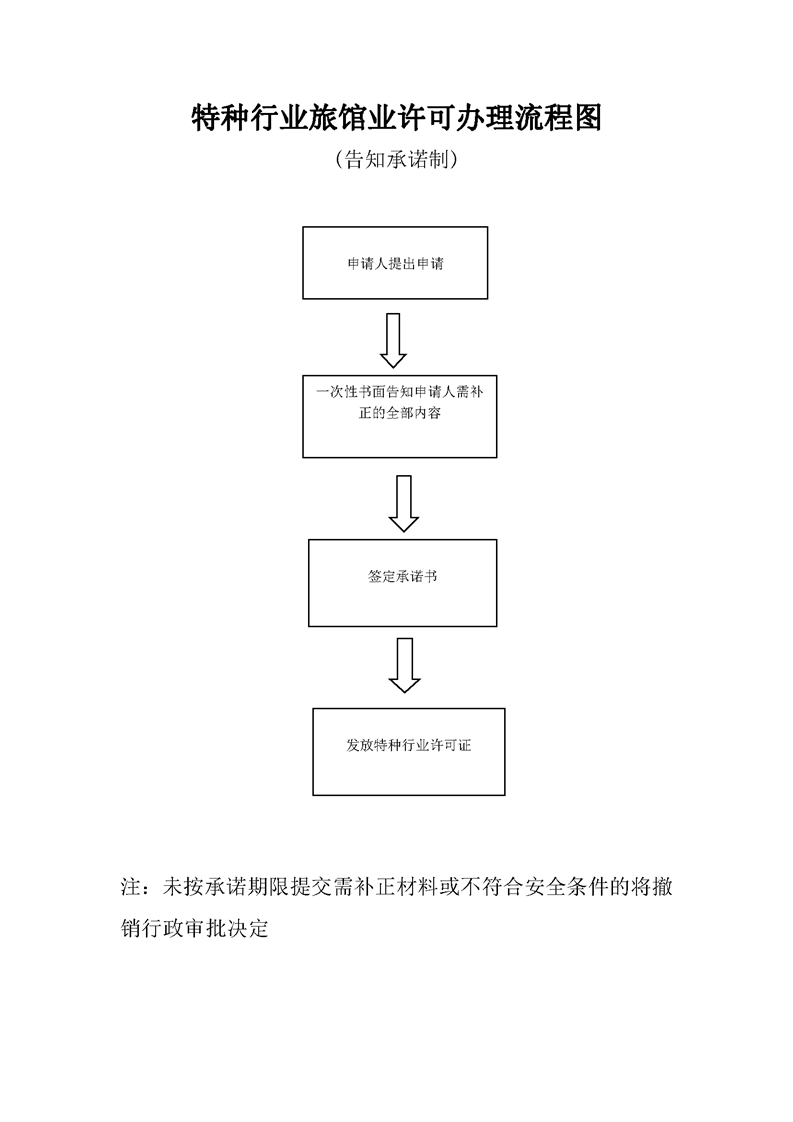 特种行业旅馆业许可办理流程图
(告知承诺制)
申请人提出申请
一次性书面告知申请人需补
正的全部内容
签定承诺书
发放特种行业许可证
注：未按承诺期限提交需补正材料或不符合安全条件的将撤
销行政审批决定